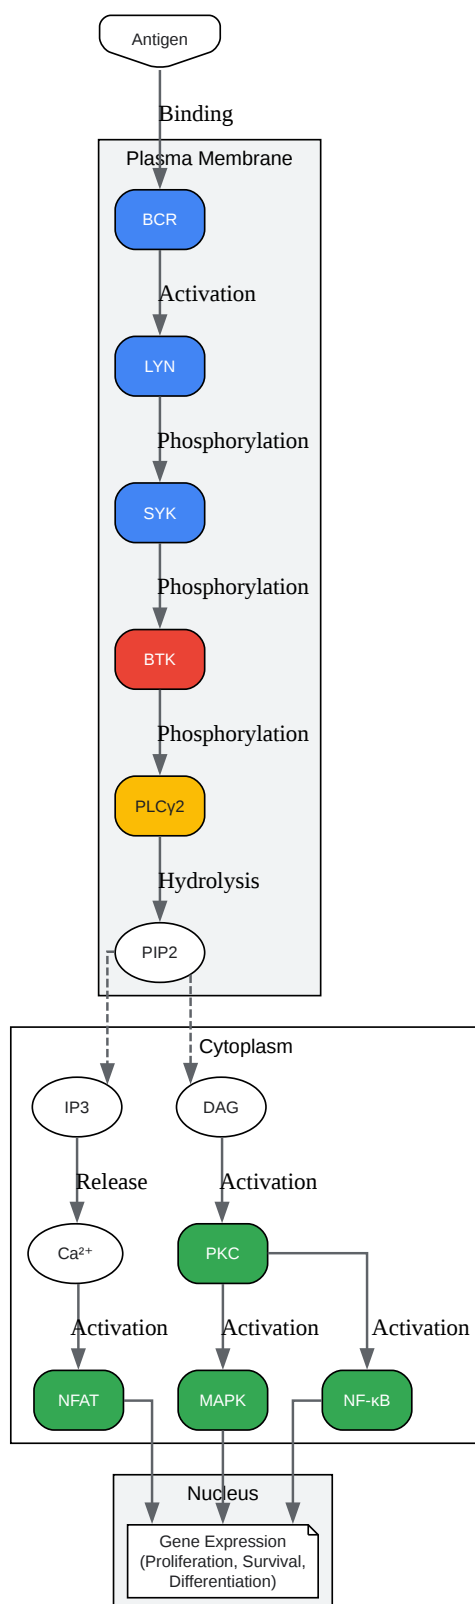 Antigen
Binding
Plasma Membrane
BCR
Activation
LYN
Phosphorylation
SYK
Phosphorylation
BTK
Phosphorylation
PLCγ2
Hydrolysis
PIP2
Cytoplasm
IP3
DAG
Release
Activation
Ca²⁺
PKC
Activation
Activation
Activation
NFAT
MAPK
NF-κB
Nucleus
Gene Expression
(Proliferation, Survival,
Differentiation)